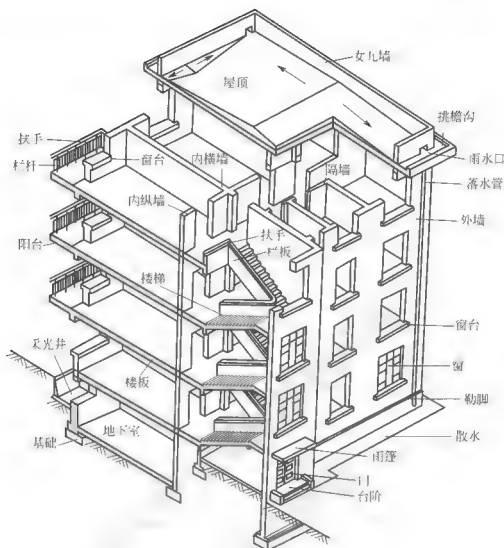 女儿墙
屋顶
挑檐沟
扶手
窗台
内横墙
隔墙
雨水口
栏杆
落水管
内纵墙
外墙
扶手
栏板
阳台
楼梯
窗台
采光井
窗
楼板
勒脚
地下室
散水
基础
雨篷
门
台阶